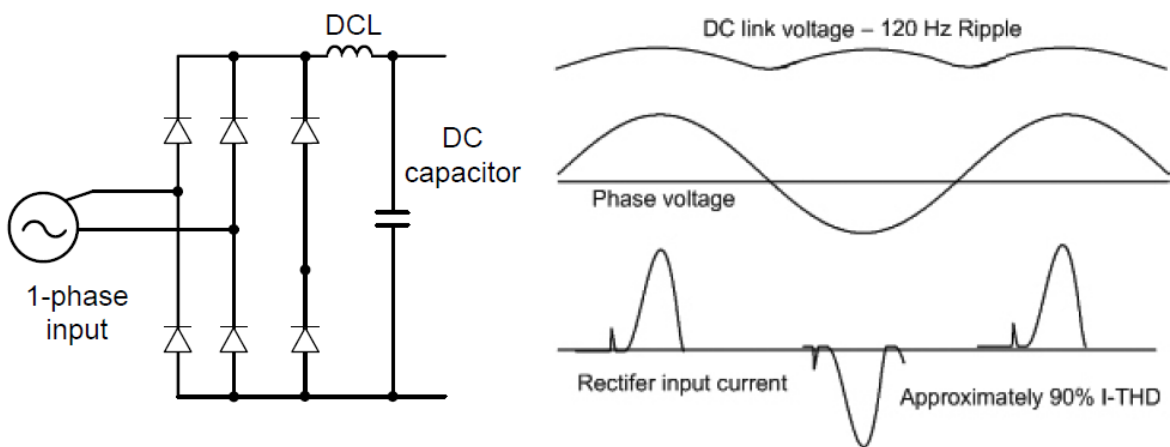 DCL
DC
capacitor
1-phase
input
DC link voltage – 120 Hz Ripple
Phase voltage
Rectifer input current
Approximately 90% I-THD